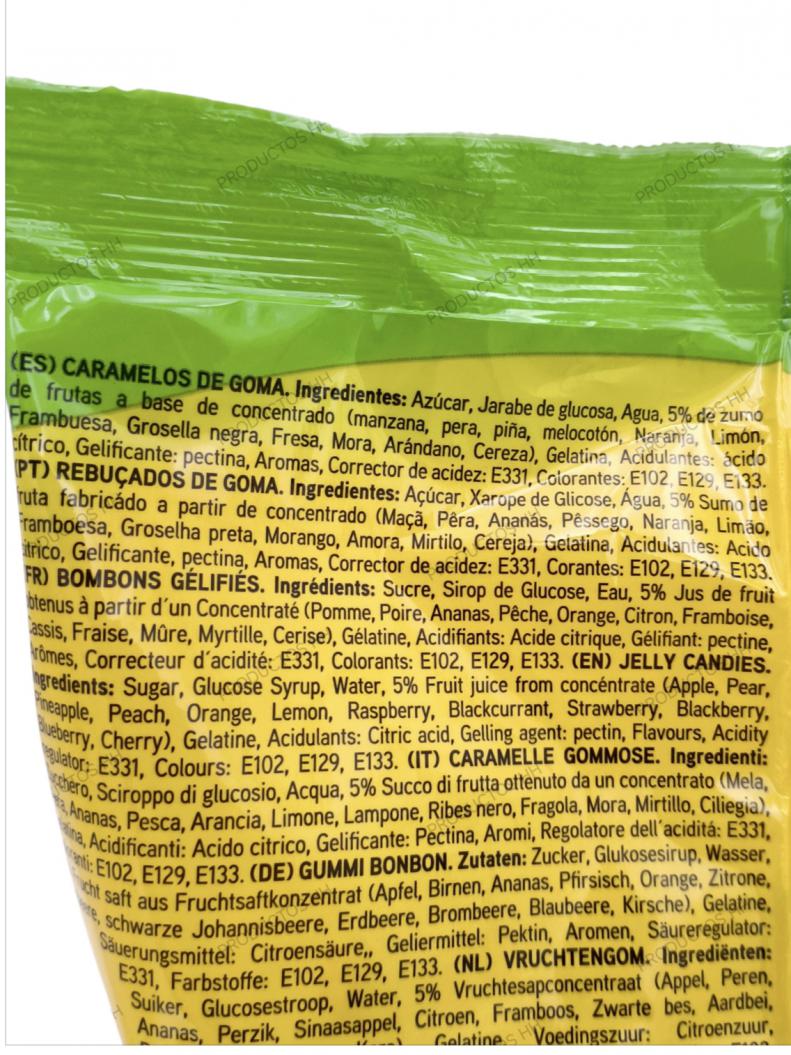 (ES) CARAMELOS DE GOMA. Ingredientes: Azúcar, Jarabe de glucosa, Agua, 5% de zumo
de frutas a base de concentrado (manzana, pera, piña, melocotón, Naranja, Limón,
Frambuesa, Grosella negra, Fresa, Mora, Arándano, Cereza), Gelatina, Acidulantes: ácido
cítrico, Gelificante: pectina, Aromas, Corrector de acidez: E331, Colorantes: E102, E129, E133.
(PT) REBUÇADOS DE GOMA. Ingredientes: Açúcar, Xarope de Glicose, Água, 5% Sumo de
ruta fabricádo a partir de concentrado (Maçã, Pêra, Ananás, Pêssego, Naranja, Limão,
Framboesa, Groselha preta, Morango, Amora, Mirtilo, Cereja), Gelatina, Acidulantes: Acido
ítrico, Gelificante, pectina, Aromas, Corrector de acidez: E331, Corantes: E102, E129, E133.
FR) BOMBONS GÉLIFIÉS. Ingrédients: Sucre, Sirop de Glucose, Eau, 5% Jus de fruit
btenus à partir d´un Concentraté (Pomme, Poire, Ananas, Pêche, Orange, Citron, Framboise,
Cassis, Fraise, Mûre, Myrtille, Cerise), Gélatine, Acidifiants: Acide citrique, Gélifiant: pectine,
Arômes, Correcteur d´acidité: E331, Colorants: E102, E129, E133. (EN) JELLY CANDIES.
ngredients: Sugar, Glucose Syrup, Water, 5% Fruit juice from concéntrate (Apple, Pear,
Pineapple, Peach, Orange, Lemon, Raspberry, Blackcurrant, Strawberry, Blackberry,
Blueberry, Cherry), Gelatine, Acidulants: Citric acid, Gelling agent: pectin, Flavours, Acidity
egulator: E331, Colours: E102, E129, E133. (IT) CARAMELLE GOMMOSE. Ingredienti:
ucchero, Sciroppo di glucosio, Acqua, 5% Succo di frutta ottenuto da un concentrato (Mela,
Ananas, Pesca, Arancia, Limone, Lampone, Ribes nero, Fragola, Mora, Mirtillo, Ciliegia),
Acidificanti: Acido citrico, Gelificante: Pectina, Aromi, Regolatore dell´aciditá: E331,
ranti: E102, E129, E133. (DE) GUMMI BONBON. Zutaten: Zucker, Glukosesirup, Wasser,
ucht saft aus Fruchtsaftkonzentrat (Apfel, Birnen, Ananas, Pfirsisch, Orange, Zitrone,
ere, schwarze Johannisbeere, Erdbeere, Brombeere, Blaubeere, Kirsche), Gelatine,
Säuerungsmittel: Citroensäure,, Geliermittel: Pektin, Aromen, Säureregulator:
E331, Farbstoffe: E102, E129, E133. (NL) VRUCHTENGOM. Ingrediënten:
Suiker, Glucosestroop, Water, 5% Vruchtesapconcentraat (Appel, Peren,
Ananas, Perzik, Sinaasappel, Citroen, Framboos, Zwarte bes, Aardbei,
Gelatine, Voedingszuur: Citroenzuur,